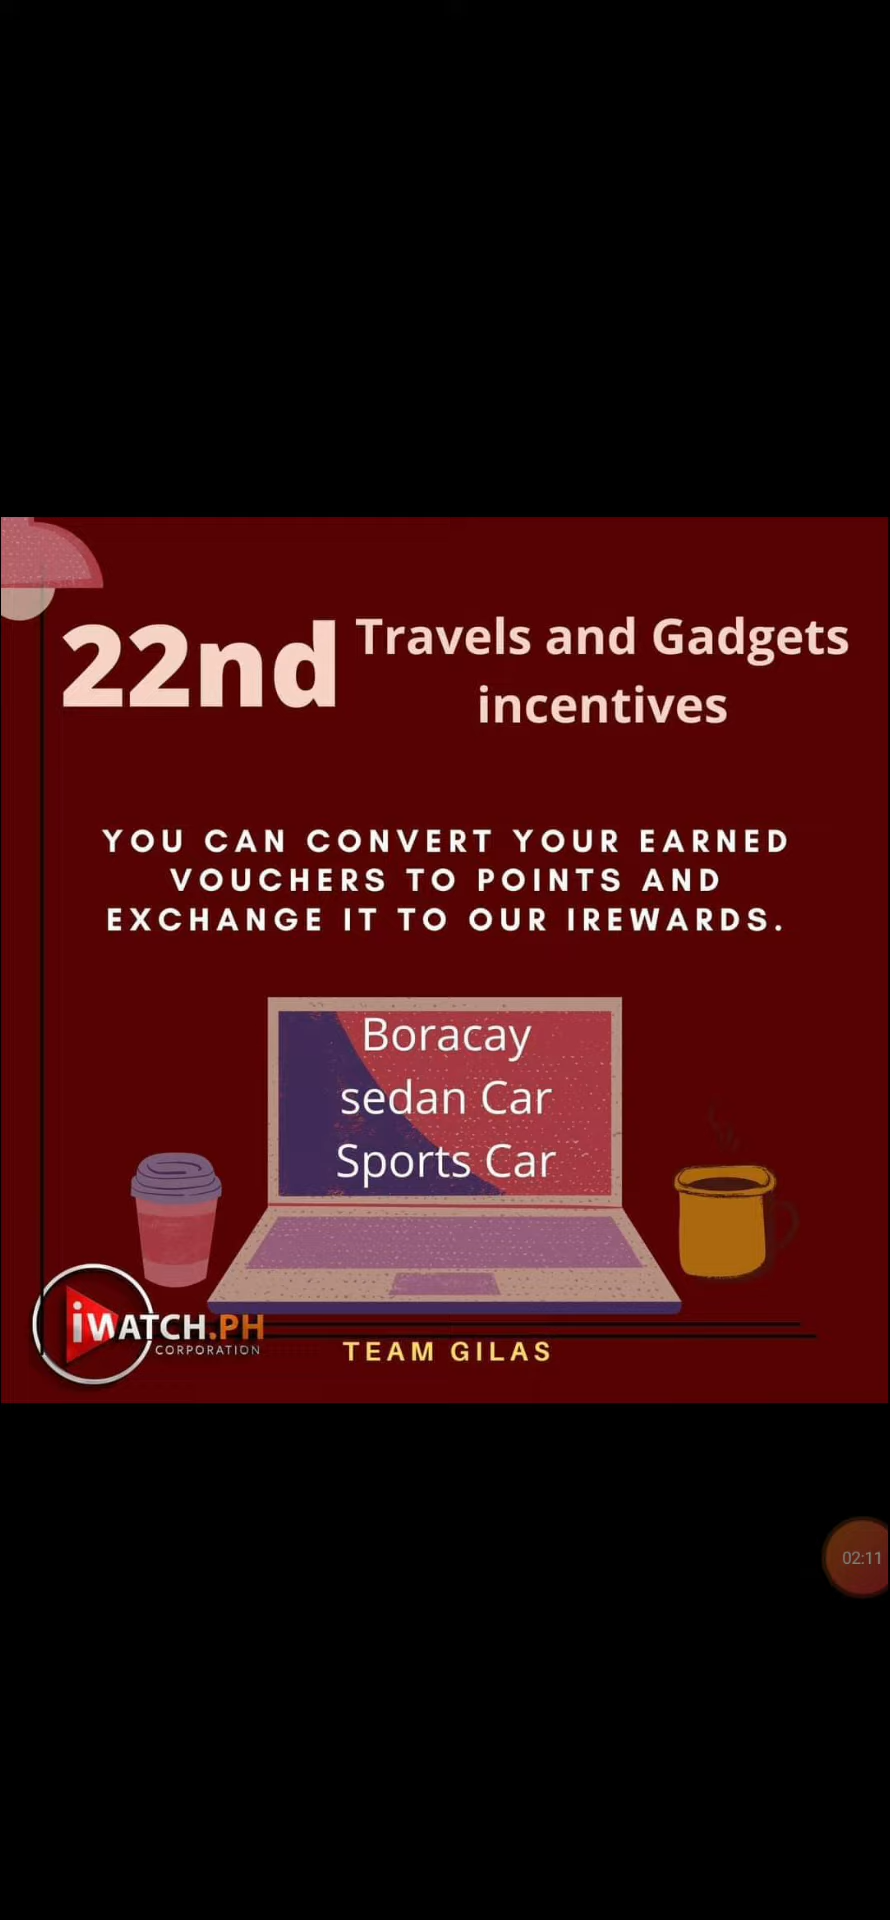 22nd
Travels and Gadgets
incentives
YOU CAN CONVERT YOUR EARNED
VOUCHERS TO POINTS AND
EXCHANGE IT TO OUR IREWARDS.
Boracay
sedan Car
Sports Car
iWATCH.PH
CORPORATION
TEAM GILAS
02:11